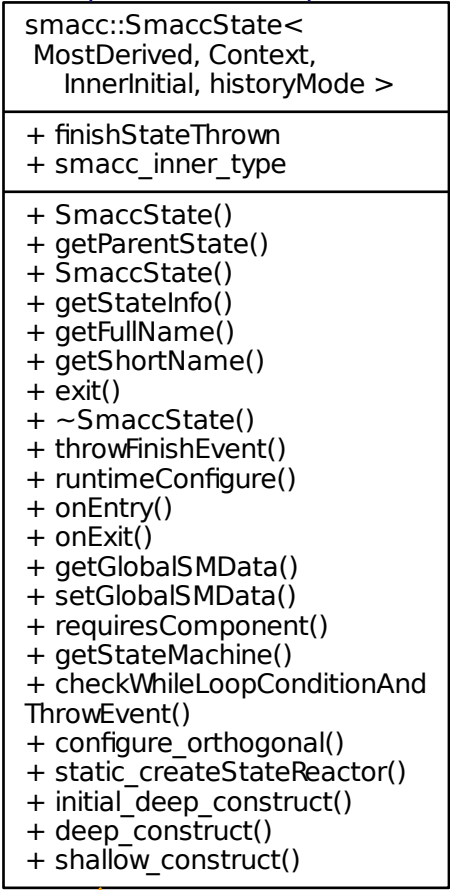 smacc::SmaccState<
MostDerived, Context,
InnerInitial, historyMode >
+ finishStateThrown
+ smacc_inner_type
+ SmaccState()
+ getParentState()
+ SmaccState()
+ getStateInfo()
+ getFullName()
+ getShortName()
+ exit()
+ ~SmaccState()
+ throwFinishEvent()
+ runtimeConfigure()
+ onEntry()
+ onExit()
+ getGlobalSMData()
+ setGlobalSMData()
+ requiresComponent()
+ getStateMachine()
+ checkWhileLoopConditionAnd
ThrowEvent()
+ configure_orthogonal()
+ static_createStateReactor()
+ initial_deep_construct()
+ deep_construct()
+ shallow_construct()